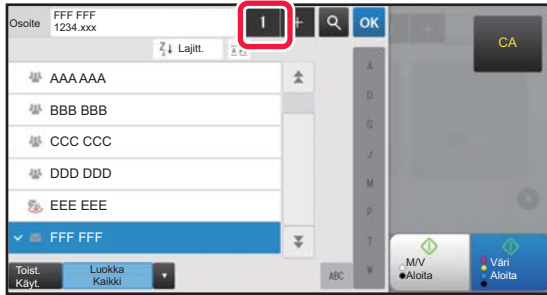 Osoite
FFF FFF
1234.xxx
1
+
OK
CA
Lajitt.
AAA AAA
BBB BBB
CCC CCC
DDD DDD
EEE EEE
FFF FFF
A
D
G
J
M
P
T
W
Toist.
Käyt.
Luokka
Kaikki
ABC
M/V
Aloita
Väri
Aloita